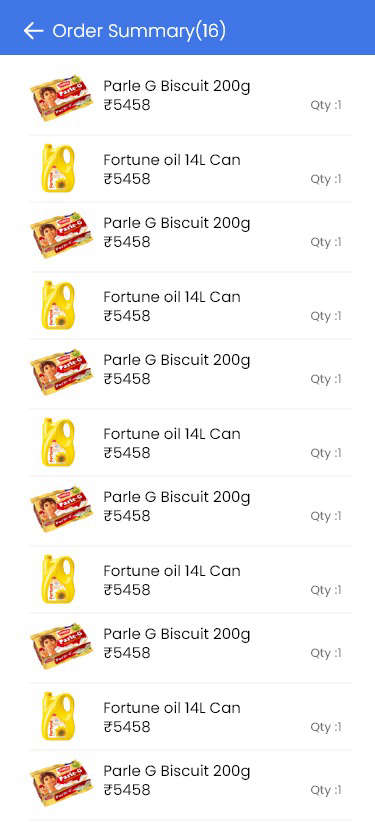 Order Summary(16)
Parle G Biscuit 200g
₹5458
Qty :1
Fortune oil 14L Can
₹5458
Qty :1
Parle G Biscuit 200g
₹5458
Qty :1
Fortune oil 14L Can
₹5458
Qty :1
Parle G Biscuit 200g
₹5458
Qty :1
Fortune oil 14L Can
₹5458
Qty :1
Parle G Biscuit 200g
₹5458
Qty :1
Fortune oil 14L Can
₹5458
Qty :1
Parle G Biscuit 200g
₹5458
Qty :1
Fortune oil 14L Can
₹5458
Qty :1
Parle G Biscuit 200g
₹5458
Qty :1